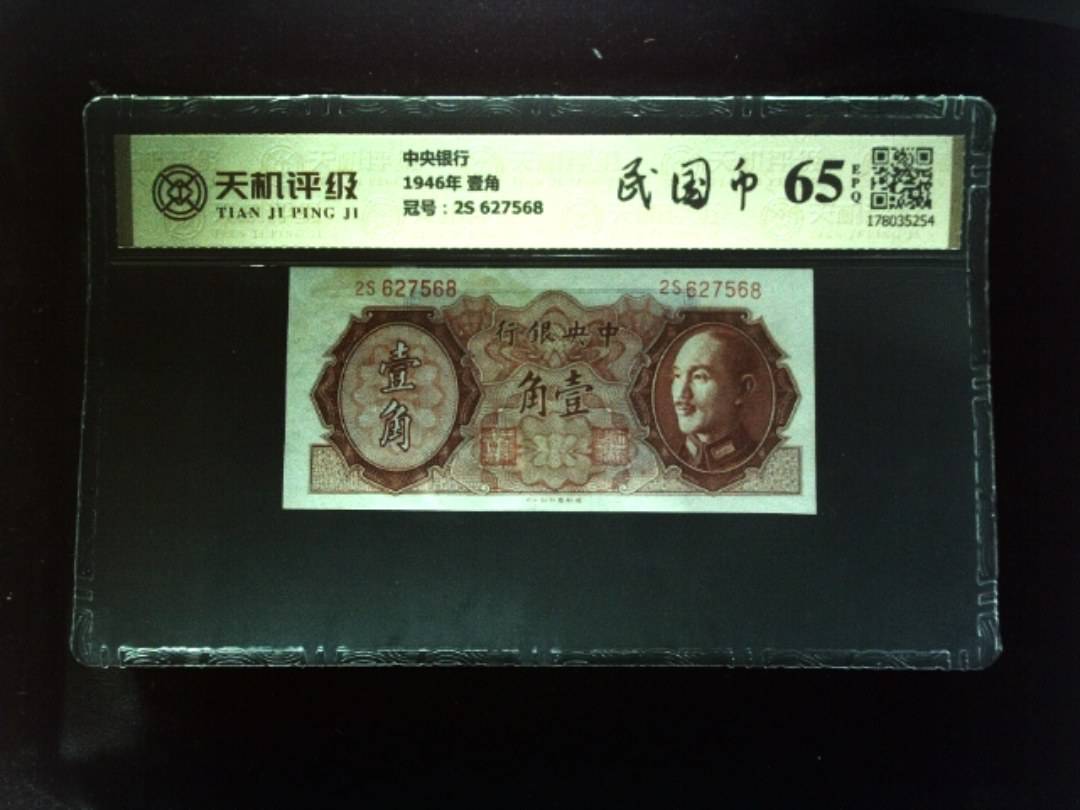 天机评级
TIAN JI PING JI
中央银行
1946年 壹角
冠号：2S 627568
民国币
65
EPQ
178035254
2S 627568
2S 627568
行銀央中
壹角
角壹